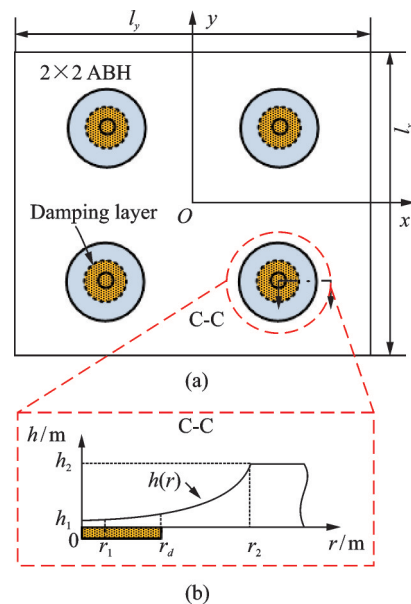 l_y
y
2×2 ABH
l_x
Damping layer
O
x
C-C
(a)
C-C
h/m
h_2
h(r)
h_1
0
r_1
r_d
r_2
r/m
(b)